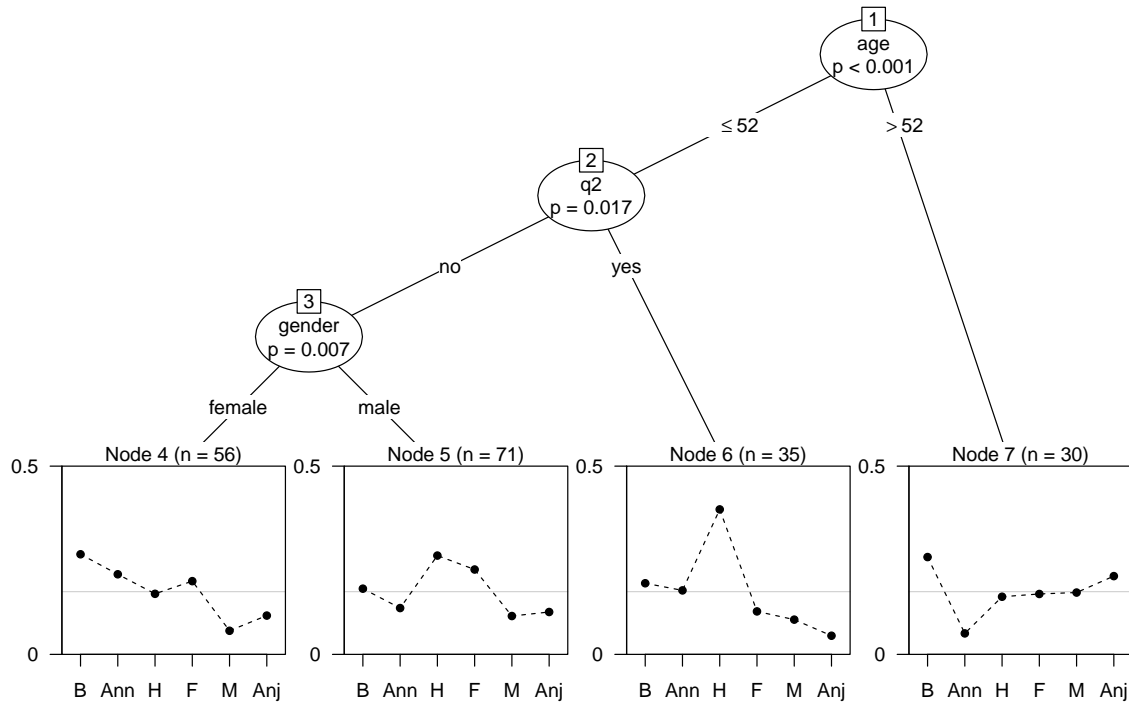 1
age
p < 0.001
≤ 52
> 52
2
q2
p = 0.017
no
yes
3
gender
p = 0.007
female
male
Node 4 (n = 56)
0.5
0
B Ann H F M Anj
Node 5 (n = 71)
0.5
0
B Ann H F M Anj
Node 6 (n = 35)
0.5
0
B Ann H F M Anj
Node 7 (n = 30)
0.5
0
B Ann H F M Anj